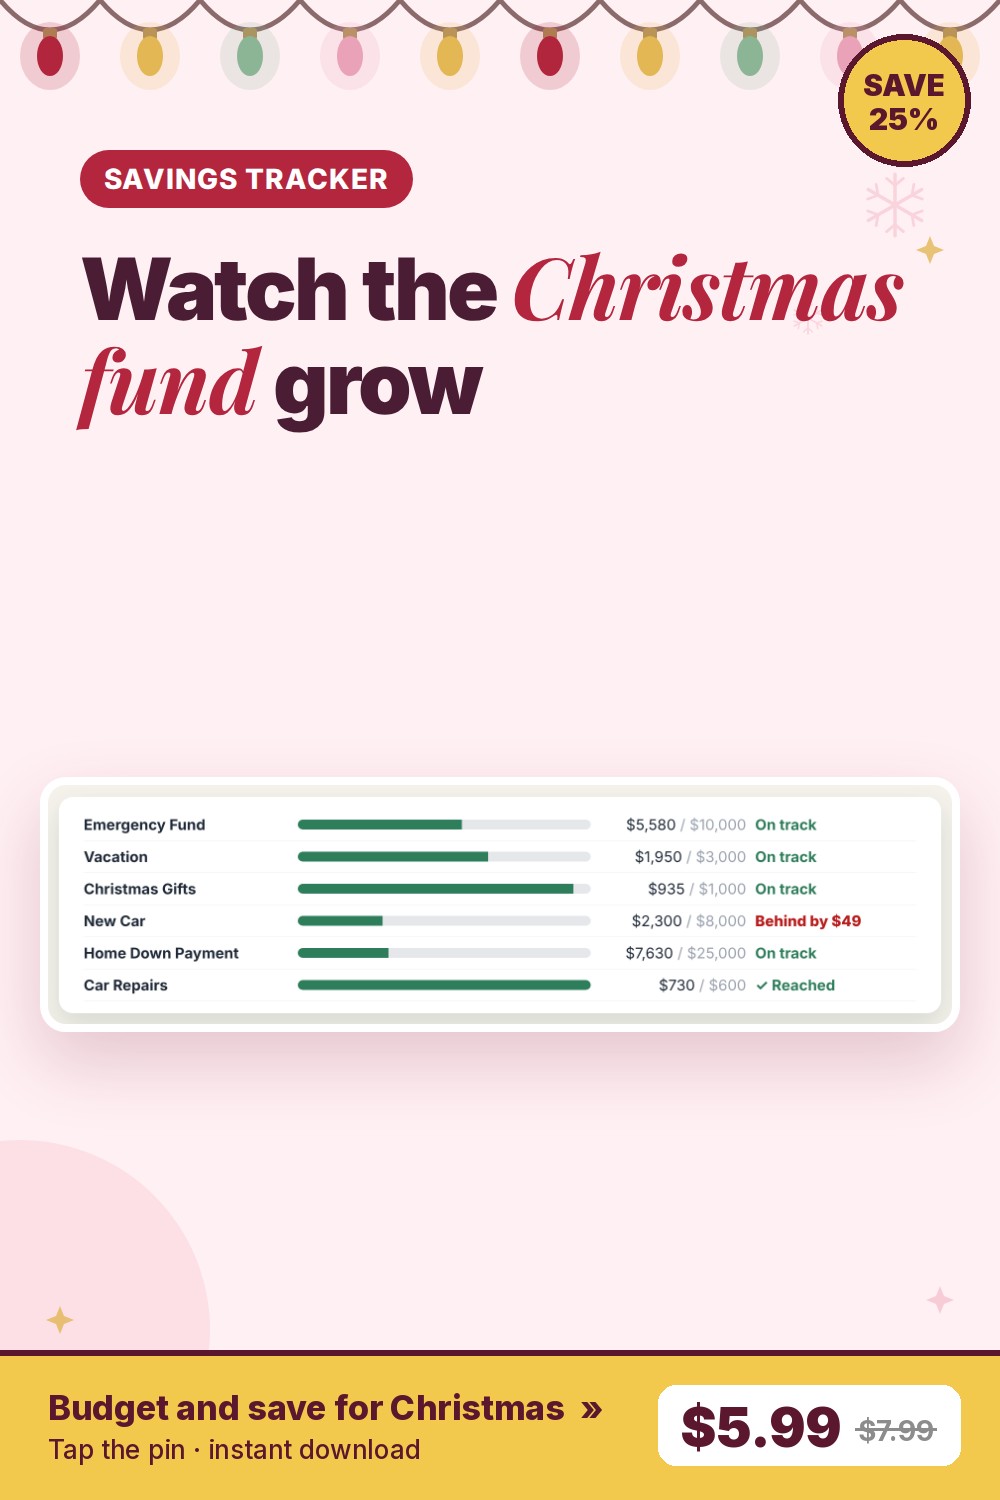 SAVE
25%
SAVINGS TRACKER
Watch the Christmas
fund grow
Emergency Fund $5,580 / $10,000 On track
Vacation $1,950 / $3,000 On track
Christmas Gifts $935 / $1,000 On track
New Car $2,300 / $8,000 Behind by $49
Home Down Payment $7,630 / $25,000 On track
Car Repairs $730 / $600 ✓ Reached
Budget and save for Christmas »
Tap the pin · instant download
$5.99 $7.99